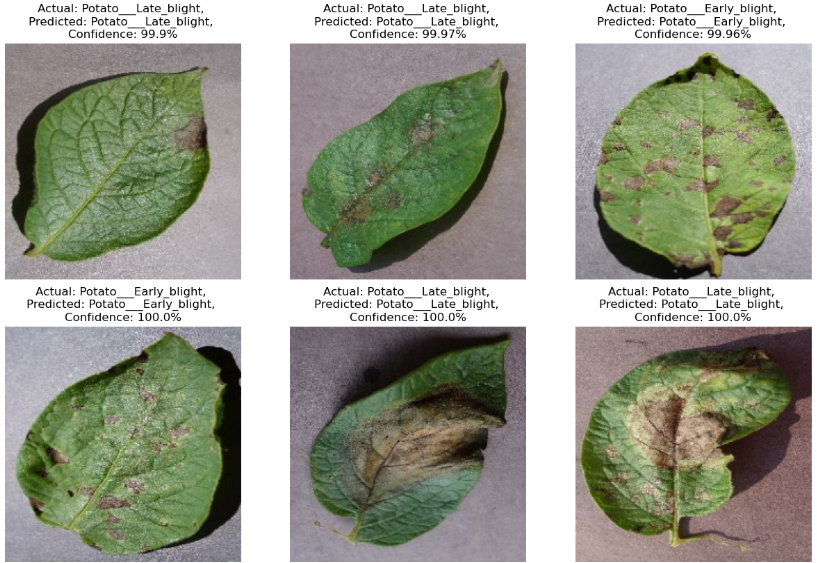 Actual: Potato___Late_blight,
Predicted: Potato___Late_blight,
Confidence: 99.9%
Actual: Potato___Late_blight,
Predicted: Potato___Late_blight,
Confidence: 99.97%
Actual: Potato___Early_blight,
Predicted: Potato___Early_blight,
Confidence: 99.96%
Actual: Potato___Early_blight,
Predicted: Potato___Early_blight,
Confidence: 100.0%
Actual: Potato___Late_blight,
Predicted: Potato___Late_blight,
Confidence: 100.0%
Actual: Potato___Late_blight,
Predicted: Potato___Late_blight,
Confidence: 100.0%